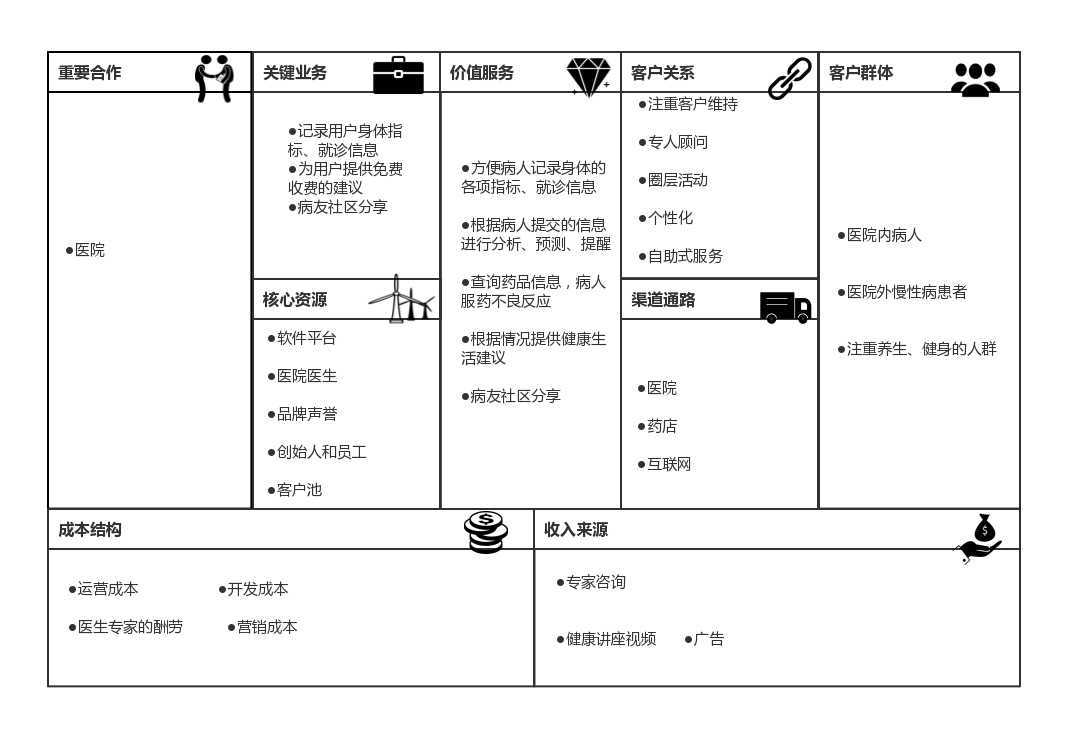 重要合作
●医院
关键业务
●记录用户身体指
标、就诊信息
●为用户提供免费
收费的建议
●病友社区分享
核心资源
●软件平台
●医院医生
●品牌声誉
●创始人和员工
●客户池
价值服务
●方便病人记录身体的
各项指标、就诊信息
●根据病人提交的信息
进行分析、预测、提醒
●查询药品信息，病人
服药不良反应
●根据情况提供健康生
活建议
●病友社区分享
客户关系
●注重客户维持
●专人顾问
●圈层活动
●个性化
●自助式服务
渠道通路
●医院
●药店
●互联网
客户群体
●医院内病人
●医院外慢性病患者
●注重养生、健身的人群
成本结构
●运营成本 ●开发成本
●医生专家的酬劳 ●营销成本
收入来源
●专家咨询
●健康讲座视频 ●广告